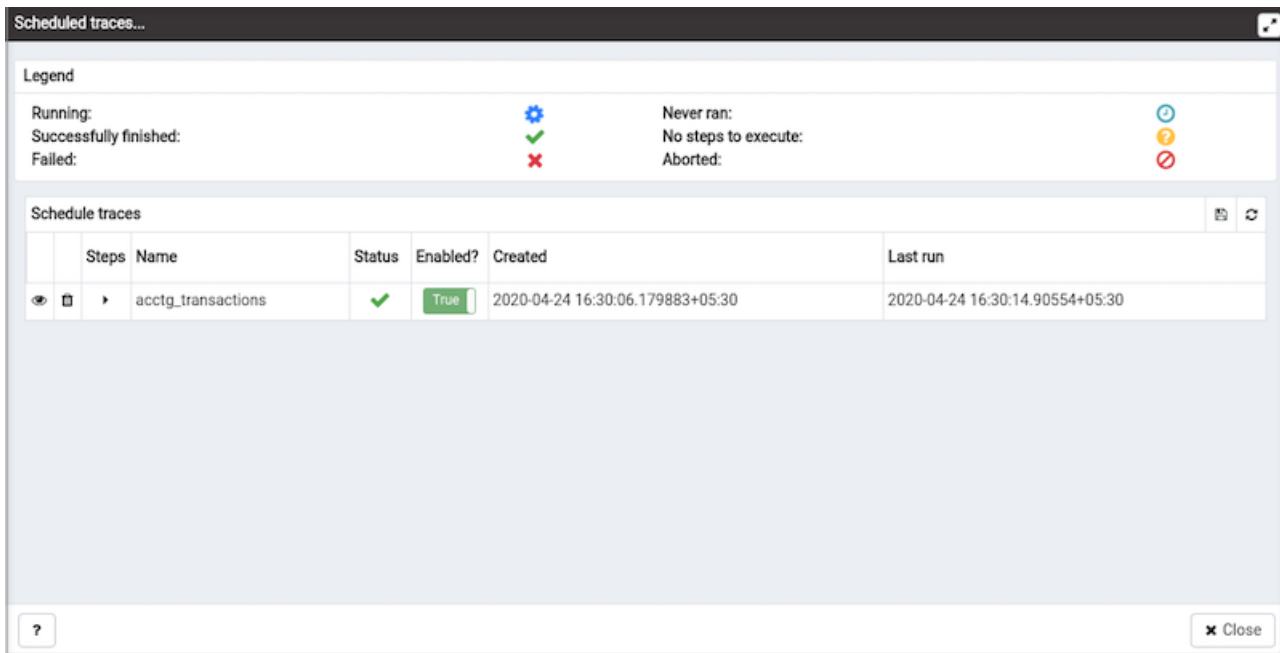 Scheduled traces...
Legend
Running: Never ran:
Successfully finished: No steps to execute:
Failed: Aborted:
Schedule traces
Steps Name Status Enabled? Created Last run
acctg_transactions True 2020-04-24 16:30:06.179883+05:30 2020-04-24 16:30:14.90554+05:30
? Close